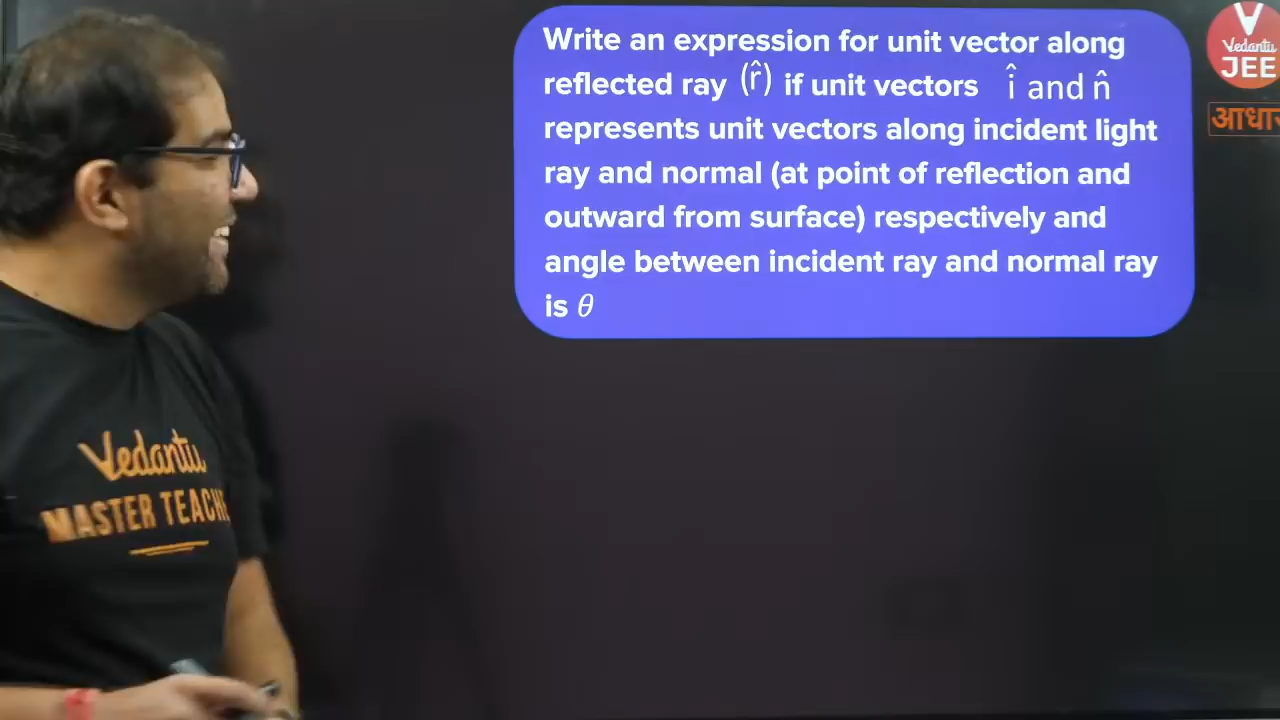 Write an expression for unit vector along
reflected ray (r̂) if unit vectors î and n̂
represents unit vectors along incident light
ray and normal (at point of reflection and
outward from surface) respectively and
angle between incident ray and normal ray
is θ
Vedantu
JEE
Vedantu
MASTER